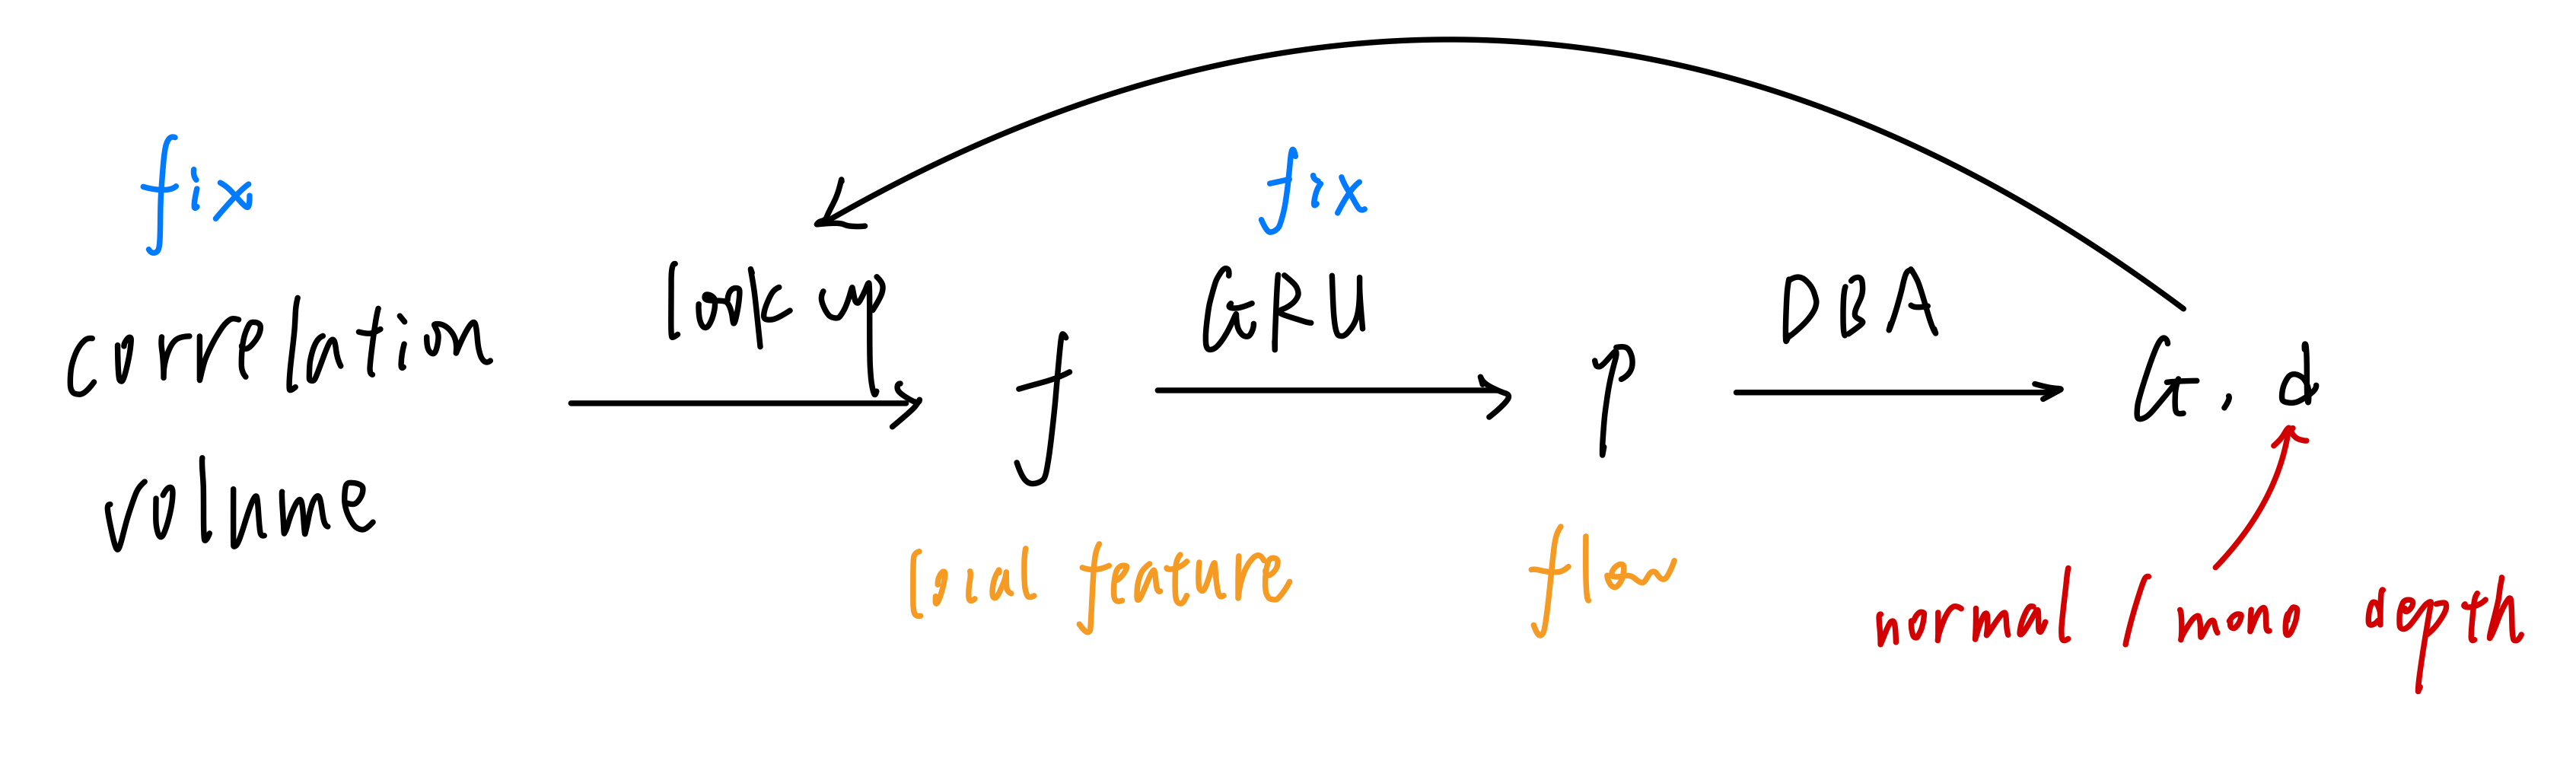 fix
correlation
volume
look up
f
local feature
fix
GRU
p
flow
DBA
G, d
normal / mono depth